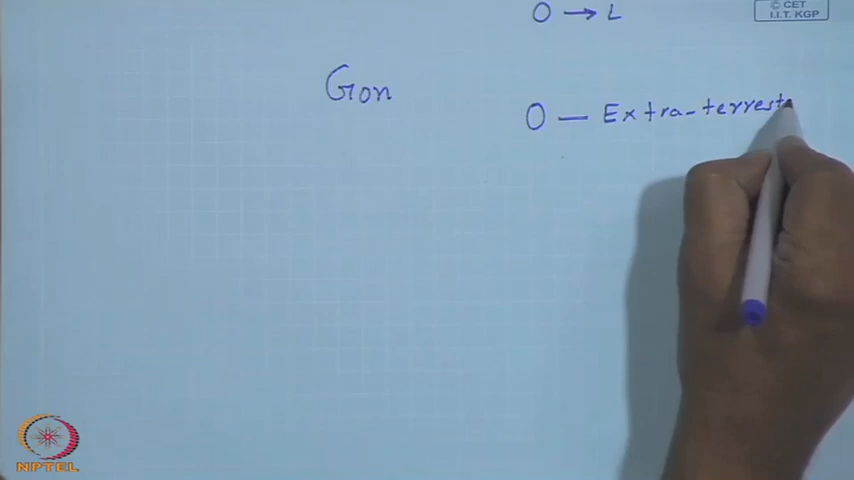 O → L
© CET
I.I.T. KGP
Gon
O — Extra-terrest
NPTEL